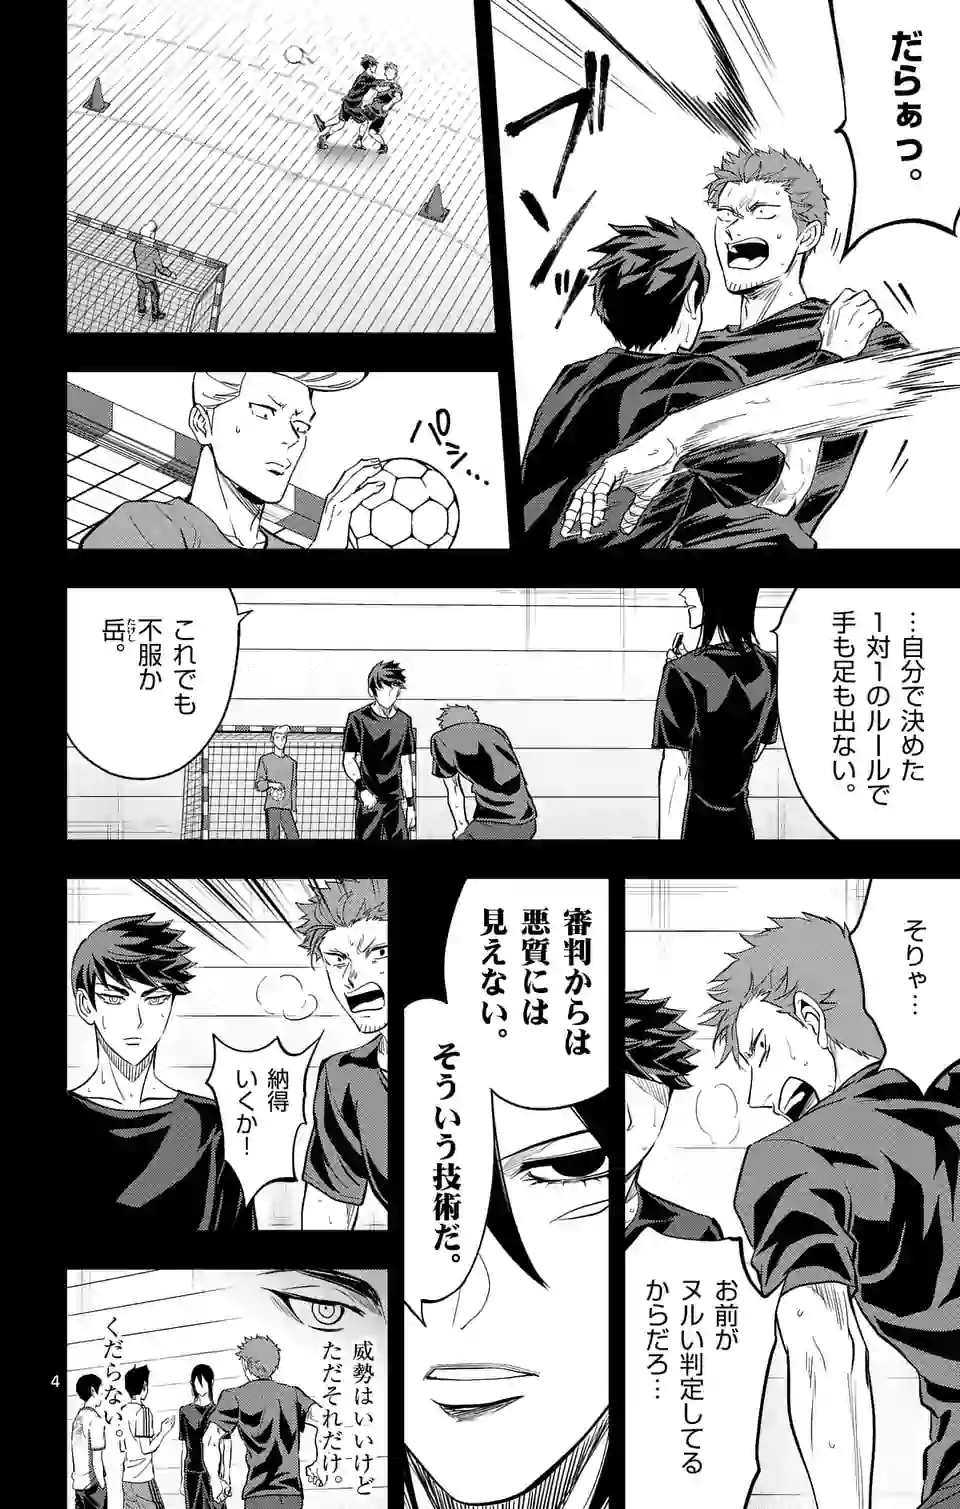 だらぁっ。
ブンッ
パシッ…
…自分で決めた
1対1のルールで
手も足も出ない。
これでも
不服か
岳。
たけし
そりゃ…
お前が
ヌルい判定してる
からだろ…
審判からは
悪質には
見えない。
そういう技術だ。
納得
いくか！
威勢はいいけど
ただそれだけ。
くだらない。
4